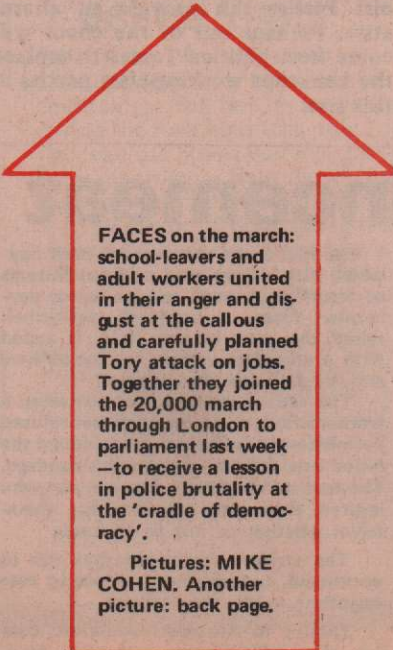 FACES on the march:
school-leavers and
adult workers united
in their anger and dis-
gust at the callous
and carefully planned
Tory attack on jobs.
Together they joined
the 20,000 march
through London to
parliament last week
—to receive a lesson
in police brutality at
the 'cradle of democ-
racy'.
Pictures: MIKE
COHEN. Another
picture: back page.